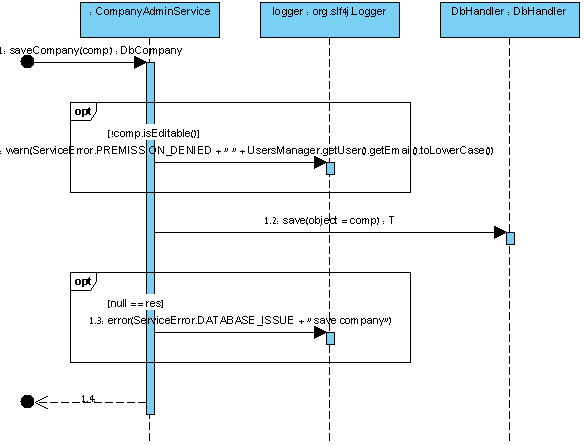 : CompanyAdminService
logger : org.slf4j.Logger
DbHandler : DbHandler
1: saveCompany(comp) : DbCompany
opt
[!comp.isEditable()]
: warn(ServiceError.PREMISSION_DENIED + " " + UsersManager.getUser().getEmail().toLowerCase())
1.2: save(object = comp) : T
opt
[null == res]
1.3: error(ServiceError.DATABASE_ISSUE + " save company")
1.4: